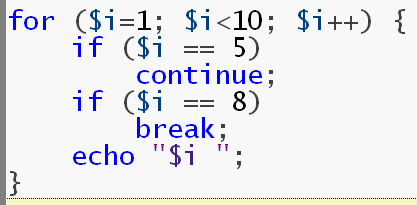 for ($i=1; $i<10; $i++) {
    if ($i == 5)
        continue;
    if ($i == 8)
        break;
    echo "$i ";
}